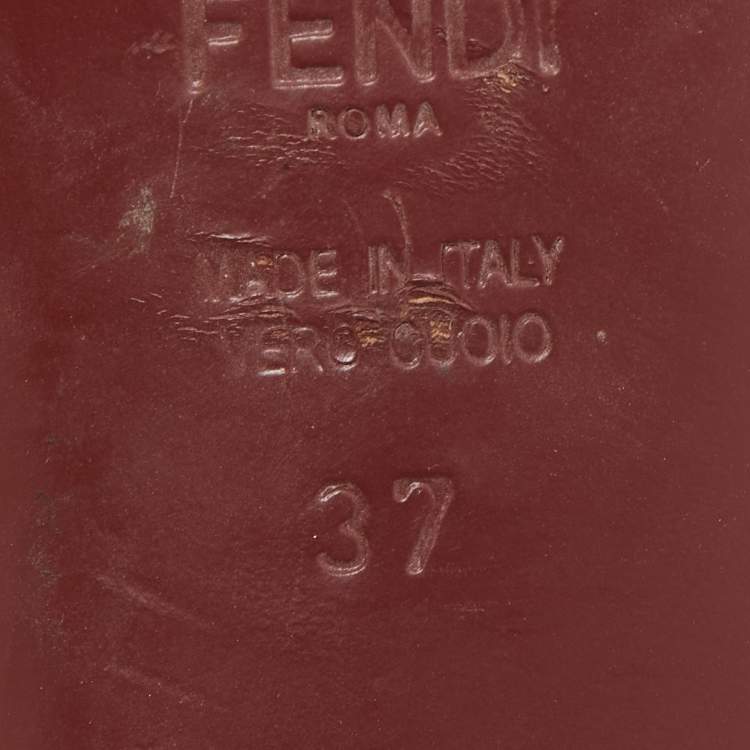 FENDI
ROMA
MADE IN ITALY
VERO CUOIO
37